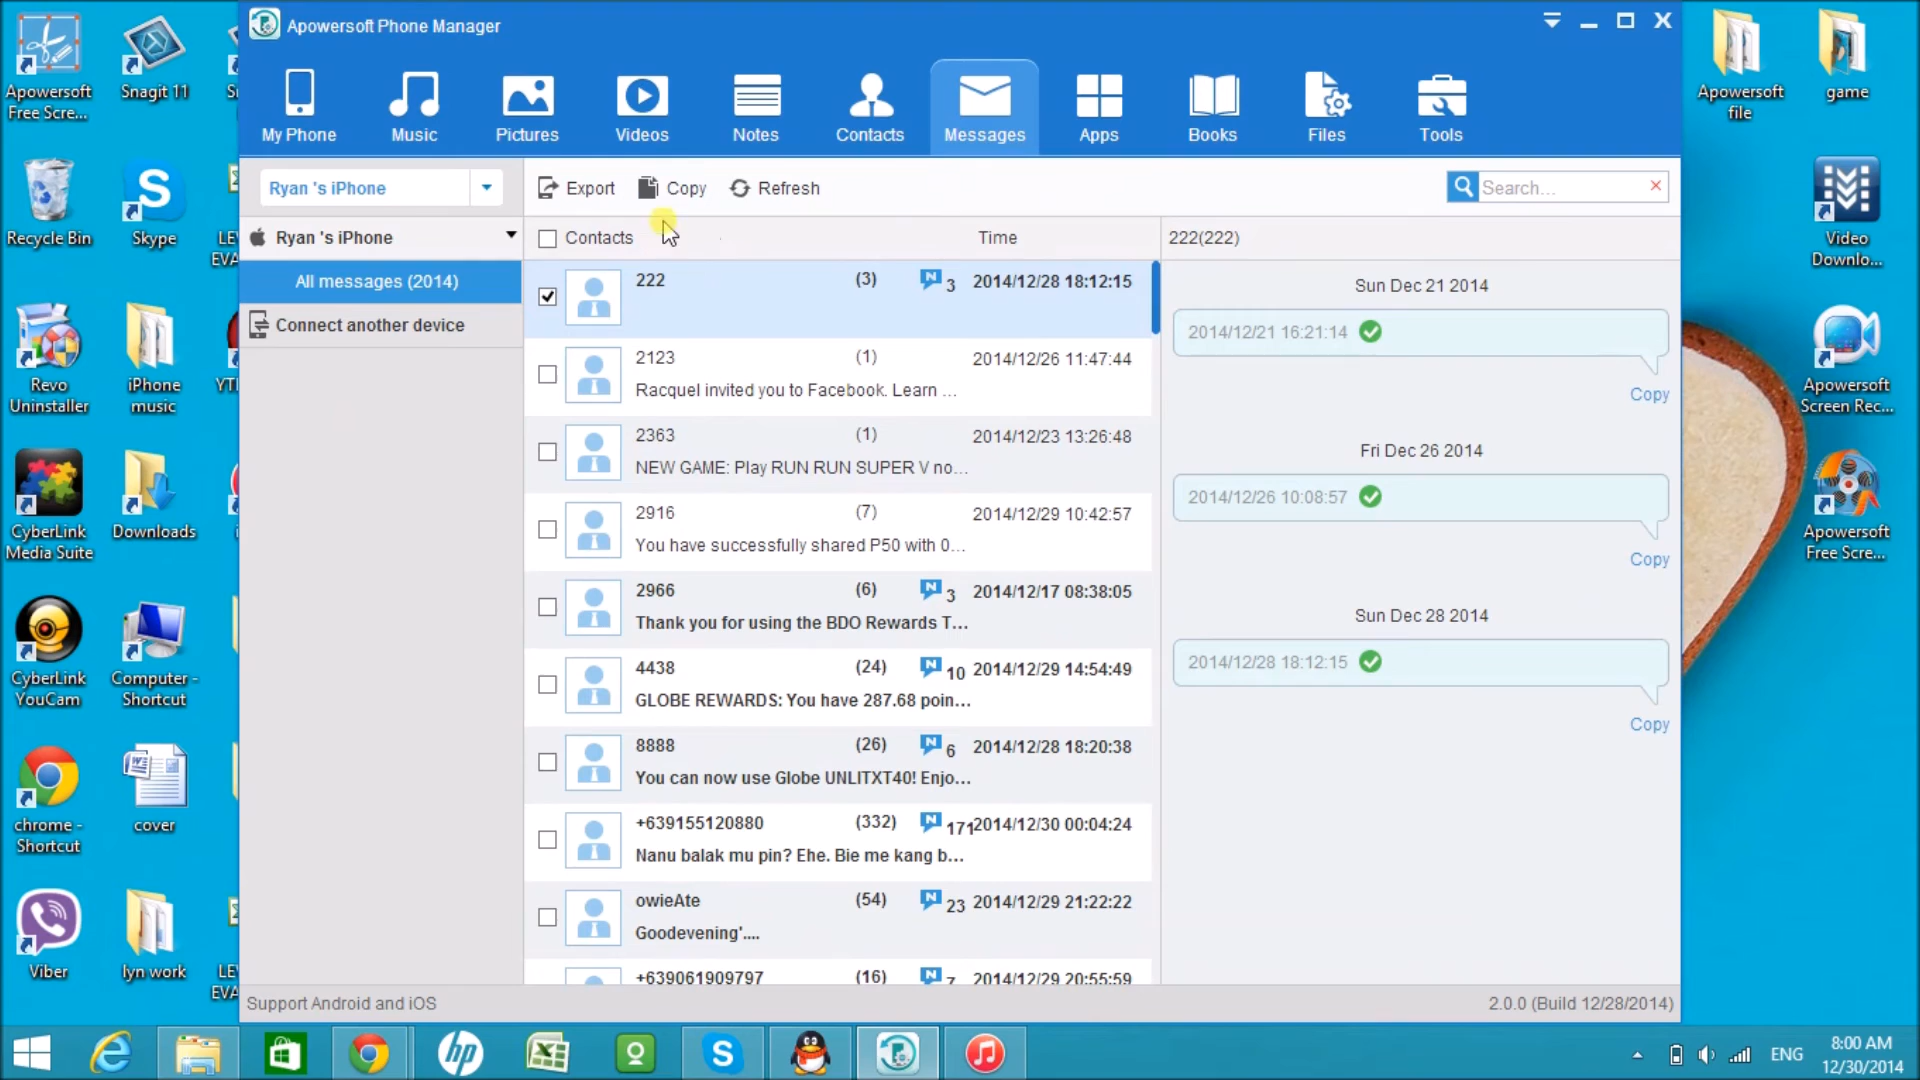 Apowersoft Phone Manager
My Phone
Music
Pictures
Videos
Notes
Contacts
Messages
Apps
Books
Files
Tools
Ryan 's iPhone
Export
Copy
Refresh
Search...
Ryan 's iPhone
All messages (2014)
Connect another device
Contacts
Time
222(222)
222 (3) 3 2014/12/28 18:12:15
2123 (1) 2014/12/26 11:47:44
Racquel invited you to Facebook. Learn ...
2363 (1) 2014/12/23 13:26:48
NEW GAME: Play RUN RUN SUPER V no...
2916 (7) 2014/12/29 10:42:57
You have successfully shared P50 with 0...
2966 (6) 3 2014/12/17 08:38:05
Thank you for using the BDO Rewards T...
4438 (24) 10 2014/12/29 14:54:49
GLOBE REWARDS: You have 287.68 poin...
8888 (26) 6 2014/12/28 18:20:38
You can now use Globe UNLITXT40! Enjo...
+639155120880 (332) 171 2014/12/30 00:04:24
Nanu balak mu pin? Ehe. Bie me kang b...
owieAte (54) 23 2014/12/29 21:22:22
Goodevening'....
+639061909797 (16) 7 2014/12/29 20:55:59
Sun Dec 21 2014
2014/12/21 16:21:14
Copy
Fri Dec 26 2014
2014/12/26 10:08:57
Copy
Sun Dec 28 2014
2014/12/28 18:12:15
Copy
Support Android and iOS
2.0.0 (Build 12/28/2014)
Apowersoft
Free Scre...
Snagit 11
Recycle Bin
Skype
Revo
Uninstaller
iPhone
music
CyberLink
Media Suite
Downloads
CyberLink
YouCam
Computer -
Shortcut
chrome -
Shortcut
cover
Viber
lyn work
Sn
LE
EVA
YTI
LE
EVA
Apowersoft
file
game
Video
Downlo...
Apowersoft
Screen Rec...
Apowersoft
Free Scre...
hp
ENG
8:00 AM
12/30/2014